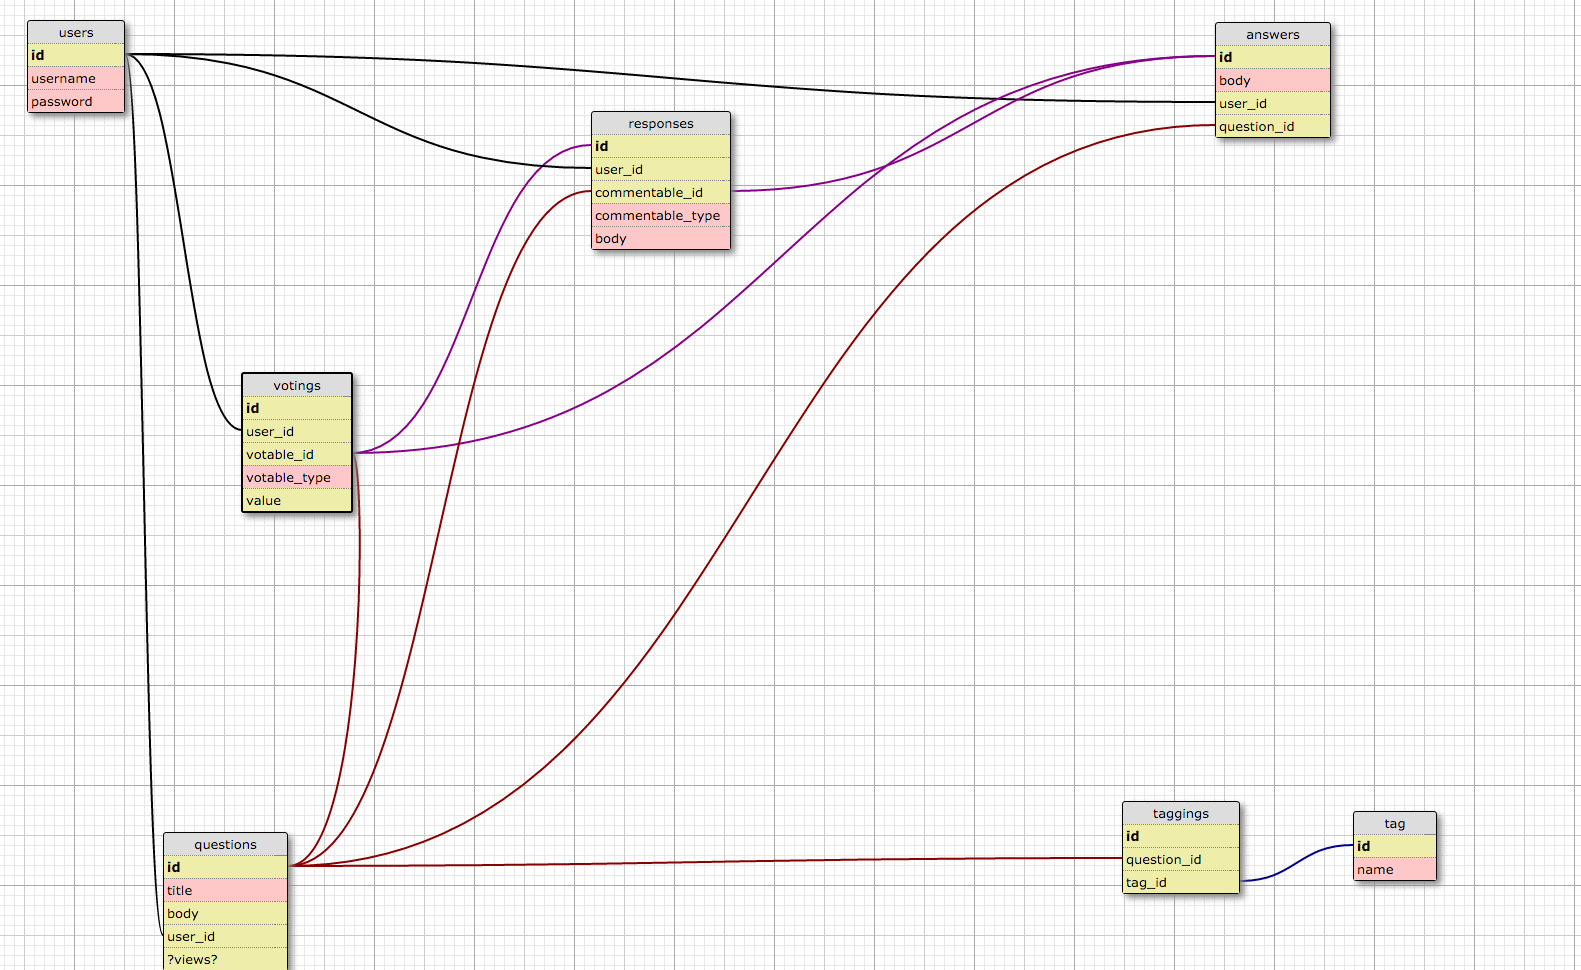 users
id
username
password
answers
id
body
user_id
question_id
responses
id
user_id
commentable_id
commentable_type
body
votings
id
user_id
votable_id
votable_type
value
questions
id
title
body
user_id
?views?
taggings
id
question_id
tag_id
tag
id
name